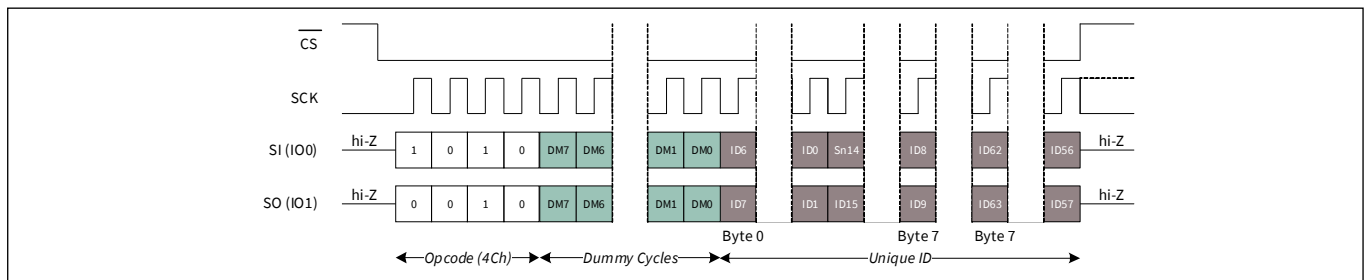 CS
SCK
SI (IO0) hi-Z 1 0 1 0 DM7 DM6 DM1 DM0 ID6 ID0 Sn14 ID8 ID62 ID56 hi-Z
SO (IO1) hi-Z 0 0 1 0 DM7 DM6 DM1 DM0 ID7 ID1 ID15 ID9 ID63 ID57 hi-Z
Byte 0 Byte 7 Byte 7
Opcode (4Ch) Dummy Cycles Unique ID